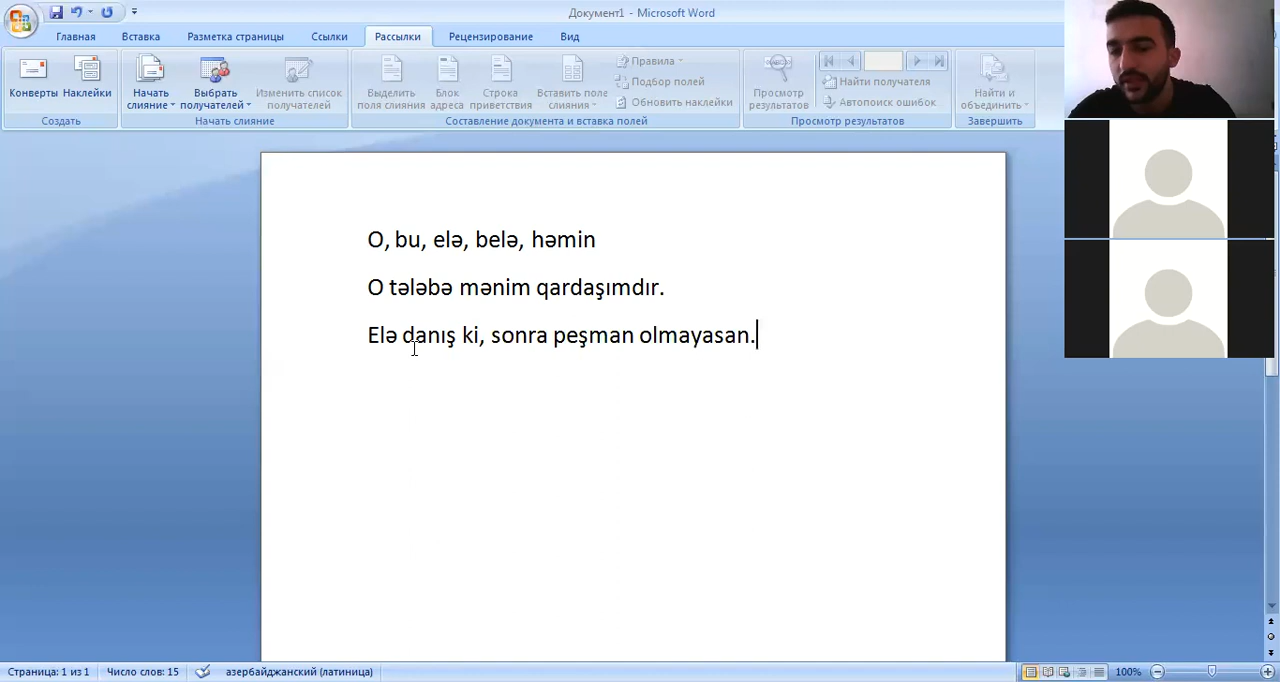 Документ1 - Microsoft Word
Главная Вставка Разметка страницы Ссылки Рассылки Рецензирование Вид
Конверты Наклейки
Создать
Начать слияние Выбрать получателей Изменить список получателей
Начать слияние
Выделить поля слияния Блок адреса Строка приветствия Вставить поле слияния
Правила
Подбор полей
Обновить наклейки
Составление документа и вставка полей
Просмотр результатов
Найти получателя
Автопоиск ошибок
Просмотр результатов
Найти и объединить
Завершить
O, bu, elə, belə, həmin
O tələbə mənim qardaşımdır.
Elə danış ki, sonra peşman olmayasan.
Страница: 1 из 1 Число слов: 15 азербайджанский (латиница) 100%